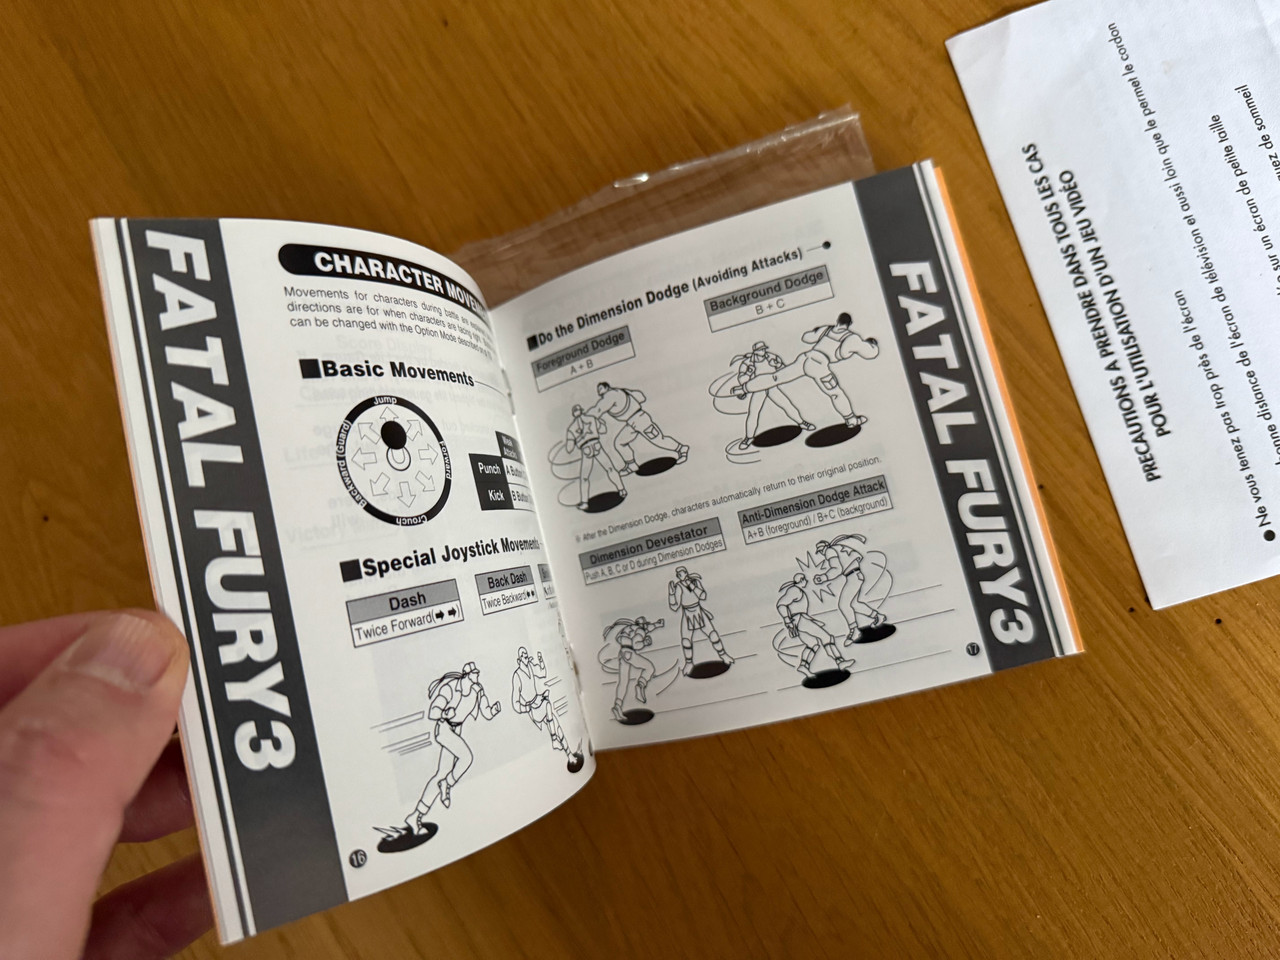 FATAL FURY3
CHARACTER
Movements for characters during battle are
directions are for when characters are facing right.
can be changed with the Option Mode described
■Basic Movements
Jump
Forward
Crouch
Backward (Guard)
Punch
A Button
Kick
B Button
■Special Joystick Movements
Dash
Twice Forward(➡ ➡)
Back Dash
Twice Backward
16
■Do the Dimension Dodge (Avoiding Attacks)
Foreground Dodge
A + B
Background Dodge
B + C
※ After the Dimension Dodge, characters automatically return to their original position.
Dimension Devestator
Push A, B, C or D during Dimension Dodges
Anti-Dimension Dodge Attack
A+B (foreground) / B+C (background)
17
FATAL FURY3
PRECAUTIONS A PRENDRE DANS TOUS LES CAS
POUR L'UTILISATION D'UN JEU VIDÉO
● Ne vous tenez pas trop près de l'écran
distance de l'écran de télévision et aussi loin que le permet le cordon
sur un écran de petite taille
de sommeil